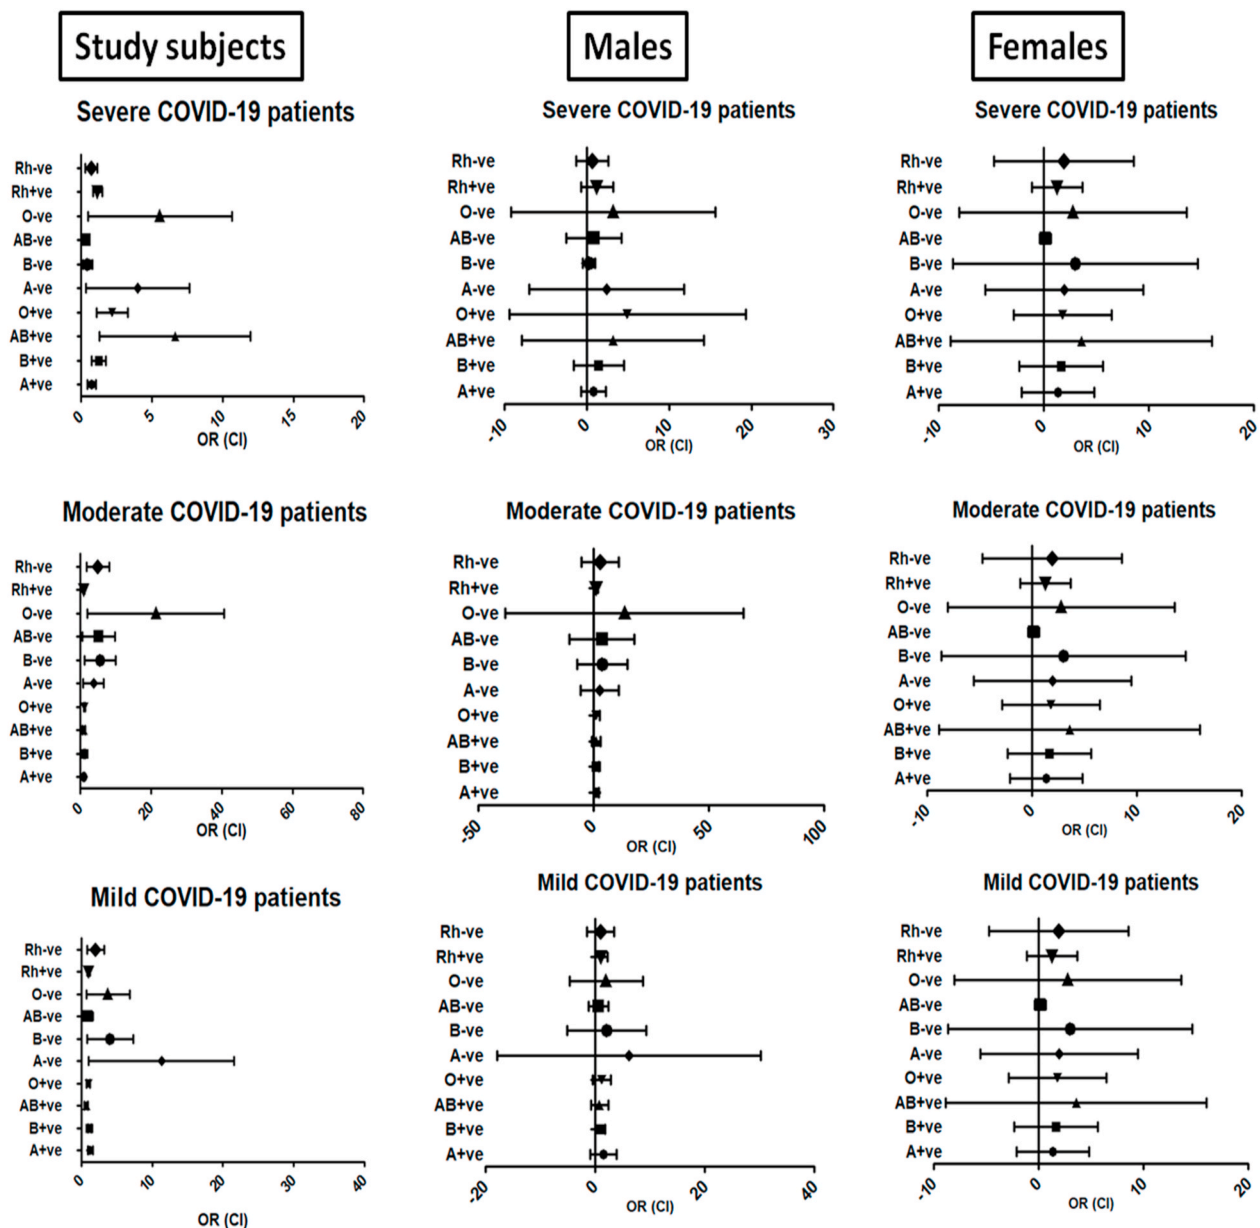 Study subjects
Males
Females
Severe COVID-19 patients
Rh-ve
Rh+ve
O-ve
AB-ve
B-ve
A-ve
O+ve
AB+ve
B+ve
A+ve
0 5 10 15 20
OR (CI)
Severe COVID-19 patients
Rh-ve
Rh+ve
O-ve
AB-ve
B-ve
A-ve
O+ve
AB+ve
B+ve
A+ve
-10 0 10 20 30
OR (CI)
Severe COVID-19 patients
Rh-ve
Rh+ve
O-ve
AB-ve
B-ve
A-ve
O+ve
AB+ve
B+ve
A+ve
-10 0 10 20
OR (CI)
Moderate COVID-19 patients
Rh-ve
Rh+ve
O-ve
AB-ve
B-ve
A-ve
O+ve
AB+ve
B+ve
A+ve
0 20 40 60 80
OR (CI)
Moderate COVID-19 patients
Rh-ve
Rh+ve
O-ve
AB-ve
B-ve
A-ve
O+ve
AB+ve
B+ve
A+ve
-50 0 50 100
OR (CI)
Moderate COVID-19 patients
Rh-ve
Rh+ve
O-ve
AB-ve
B-ve
A-ve
O+ve
AB+ve
B+ve
A+ve
-10 0 10 20
OR (CI)
Mild COVID-19 patients
Rh-ve
Rh+ve
O-ve
AB-ve
B-ve
A-ve
O+ve
AB+ve
B+ve
A+ve
0 10 20 30 40
OR (CI)
Mild COVID-19 patients
Rh-ve
Rh+ve
O-ve
AB-ve
B-ve
A-ve
O+ve
AB+ve
B+ve
A+ve
-20 0 20 40
OR (CI)
Mild COVID-19 patients
Rh-ve
Rh+ve
O-ve
AB-ve
B-ve
A-ve
O+ve
AB+ve
B+ve
A+ve
-10 0 10 20
OR (CI)